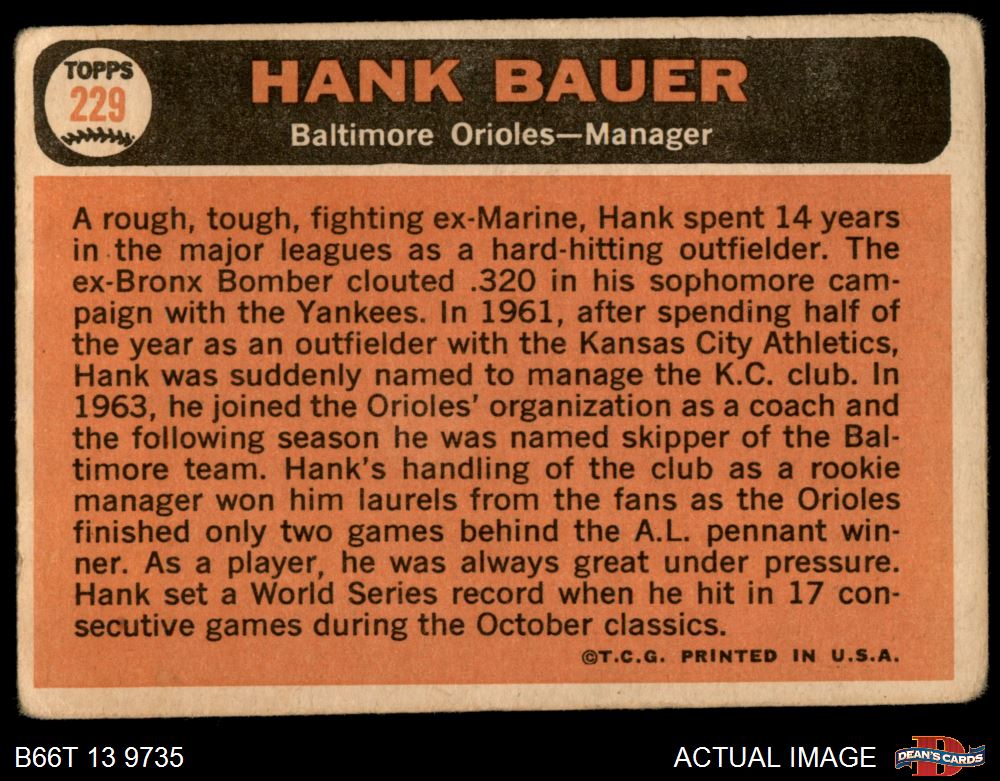 TOPPS
229
HANK BAUER
Baltimore Orioles—Manager
A rough, tough, fighting ex-Marine, Hank spent 14 years
in the major leagues as a hard-hitting outfielder. The
ex-Bronx Bomber clouted .320 in his sophomore cam-
paign with the Yankees. In 1961, after spending half of
the year as an outfielder with the Kansas City Athletics,
Hank was suddenly named to manage the K.C. club. In
1963, he joined the Orioles' organization as a coach and
the following season he was named skipper of the Bal-
timore team. Hank's handling of the club as a rookie
manager won him laurels from the fans as the Orioles
finished only two games behind the A.L. pennant win-
ner. As a player, he was always great under pressure.
Hank set a World Series record when he hit in 17 con-
secutive games during the October classics.
©T.C.G. PRINTED IN U.S.A.
B66T 13 9735
ACTUAL IMAGE
DEAN'S CARDS